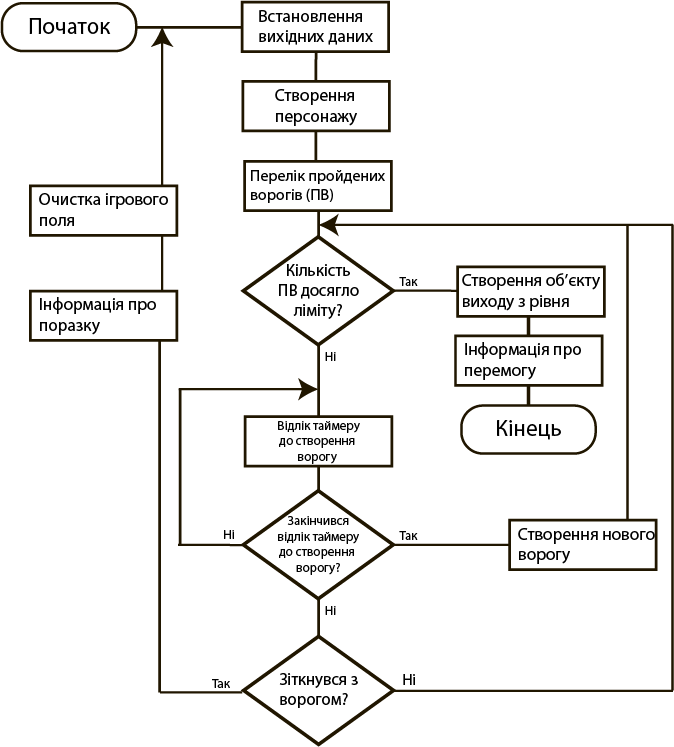 Початок
Встановлення
вихідних даних
Створення
персонажу
Перелік пройдених
ворогів (ПВ)
Очистка ігрового
поля
Кількість
ПВ досягло
ліміту?
Так
Створення об’єкту
виходу з рівня
Інформація про
поразку
Ні
Інформація про
перемогу
Кінець
Відлік таймеру
до створення
ворогу
Ні
Закінчився
відлік таймеру
до створення
ворогу?
Так
Створення нового
ворогу
Ні
Так
Зіткнувся з
ворогом?
Ні